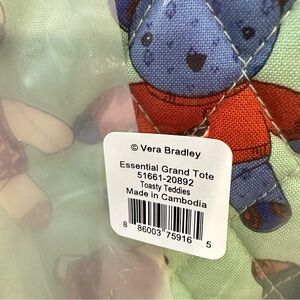 © Vera Bradley
Essential Grand Tote
51661-20892
Toasty Teddies
Made in Cambodia
8 86003 75916 5